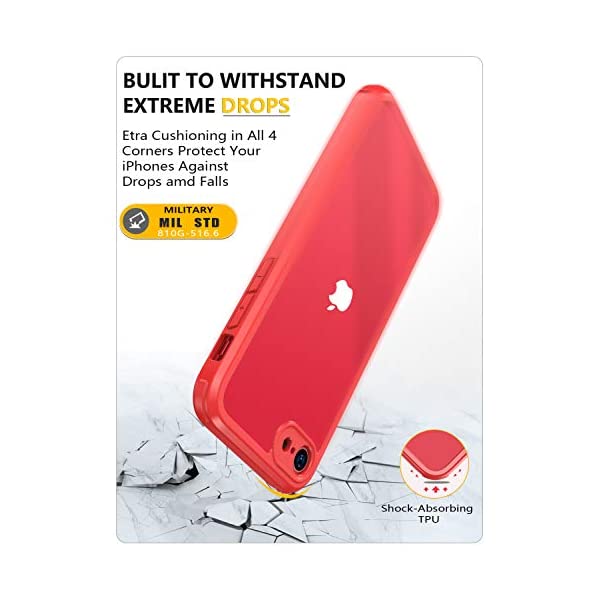 BULIT TO WITHSTAND
EXTREME DROPS
Etra Cushioning in All 4
Corners Protect Your
iPhones Against
Drops amd Falls
MILITARY
MIL STD
810G-516.6
Shock-Absorbing
TPU